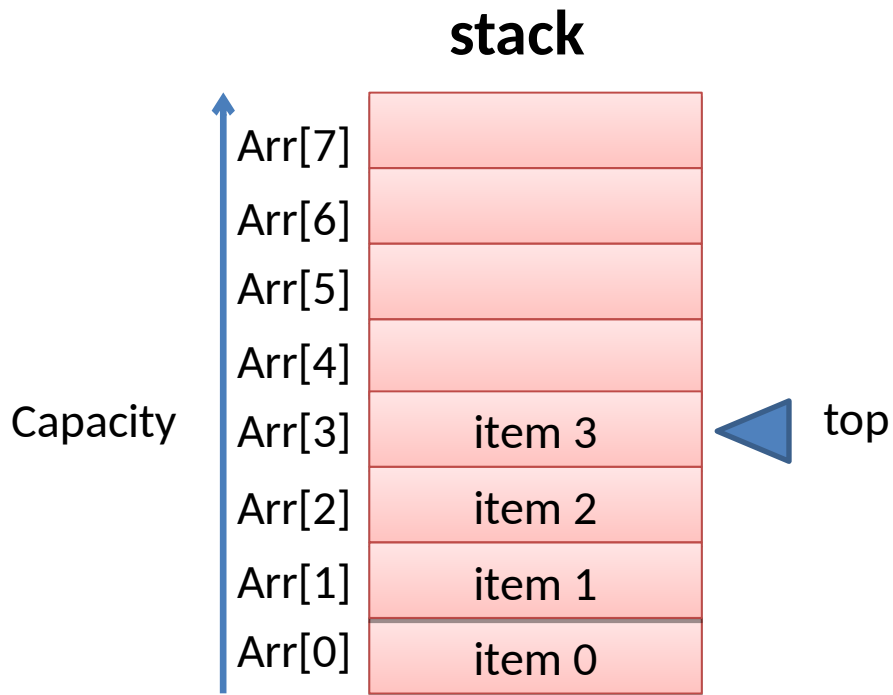 stack
Arr[7]
Arr[6]
Arr[5]
Arr[4]
Capacity Arr[3] item 3 top
Arr[2] item 2
Arr[1] item 1
Arr[0] item 0